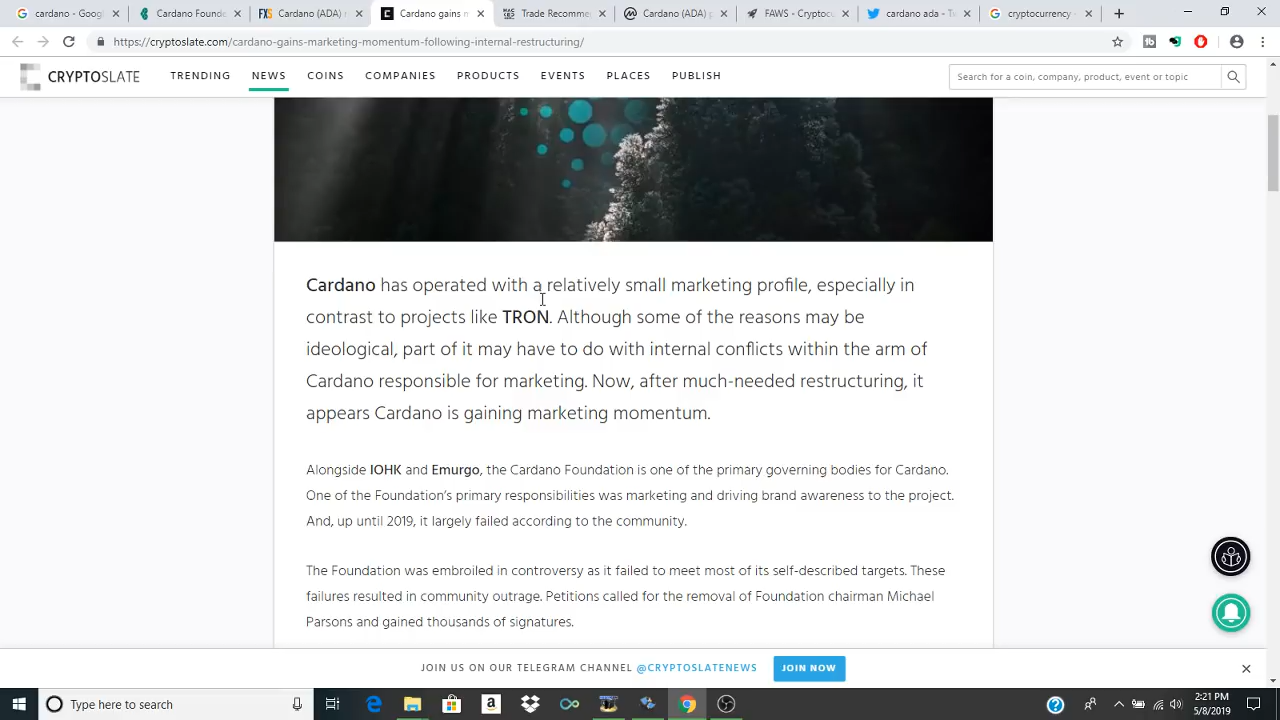 cardano - Googl
Cardano Founde
FXS Cardano (ADA)
Cardano gains m
Trade Recomme
Cardano (ADA) p
FAWS - Cryptocu
cardano ada - Tw
cryptocurrency
https://cryptoslate.com/cardano-gains-marketing-momentum-following-internal-restructuring/
CRYPTOSLATE
TRENDING NEWS COINS COMPANIES PRODUCTS EVENTS PLACES PUBLISH
Search for a coin, company, product, event or topic
Cardano has operated with a relatively small marketing profile, especially in
contrast to projects like TRON. Although some of the reasons may be
ideological, part of it may have to do with internal conflicts within the arm of
Cardano responsible for marketing. Now, after much-needed restructuring, it
appears Cardano is gaining marketing momentum.
Alongside IOHK and Emurgo, the Cardano Foundation is one of the primary governing bodies for Cardano.
One of the Foundation's primary responsibilities was marketing and driving brand awareness to the project.
And, up until 2019, it largely failed according to the community.
The Foundation was embroiled in controversy as it failed to meet most of its self-described targets. These
failures resulted in community outrage. Petitions called for the removal of Foundation chairman Michael
Parsons and gained thousands of signatures.
JOIN US ON OUR TELEGRAM CHANNEL @CRYPTOSLATENEWS JOIN NOW
Type here to search
2:21 PM
5/8/2019